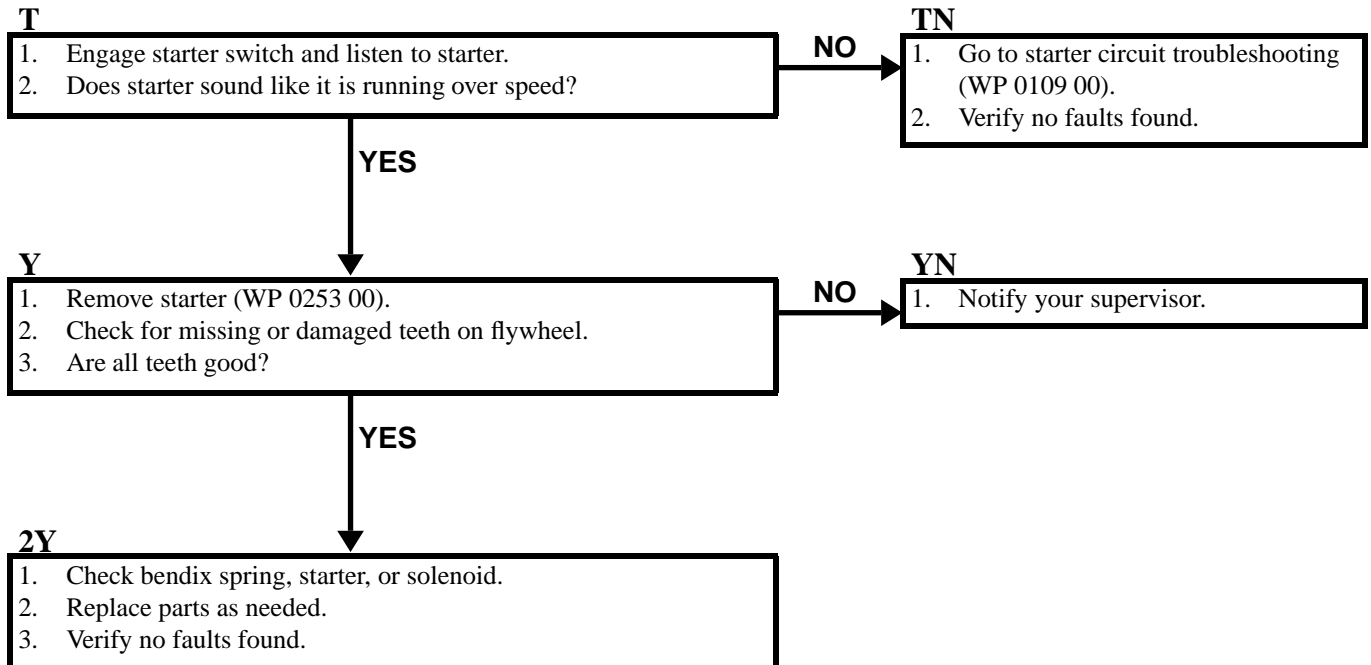 T
1. Engage starter switch and listen to starter.
2. Does starter sound like it is running over speed?
NO
TN
1. Go to starter circuit troubleshooting
(WP 0109 00).
2. Verify no faults found.
YES
Y
1. Remove starter (WP 0253 00).
2. Check for missing or damaged teeth on flywheel.
3. Are all teeth good?
NO
YN
1. Notify your supervisor.
YES
2Y
1. Check bendix spring, starter, or solenoid.
2. Replace parts as needed.
3. Verify no faults found.